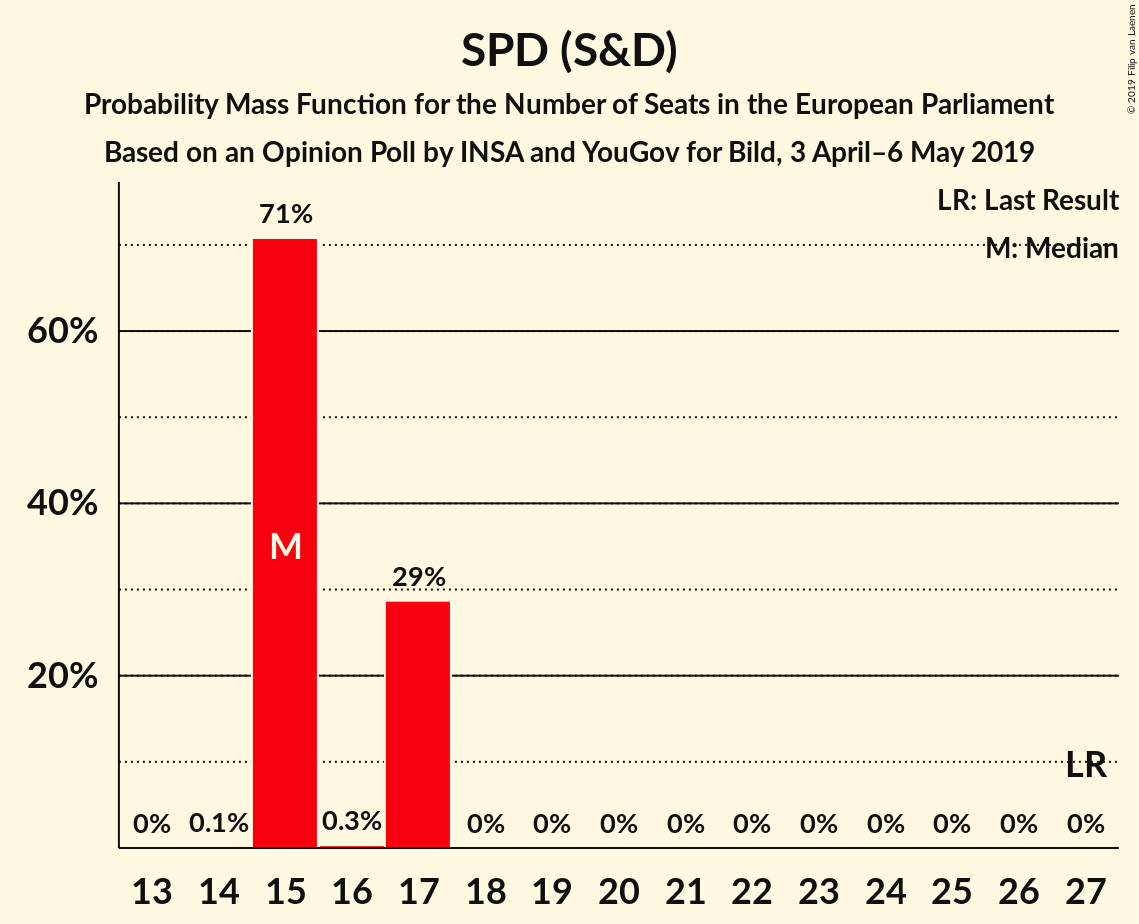 SPD (S&D)
Probability Mass Function for the Number of Seats in the European Parliament
Based on an Opinion Poll by INSA and YouGov for Bild, 3 April–6 May 2019
© 2019 Filip van Laenen
LR: Last Result
M: Median
71%
60%
40%
M
29%
20%
LR
0% 0.1% 0.3% 0% 0% 0% 0% 0% 0% 0% 0% 0% 0%
13 14 15 16 17 18 19 20 21 22 23 24 25 26 27